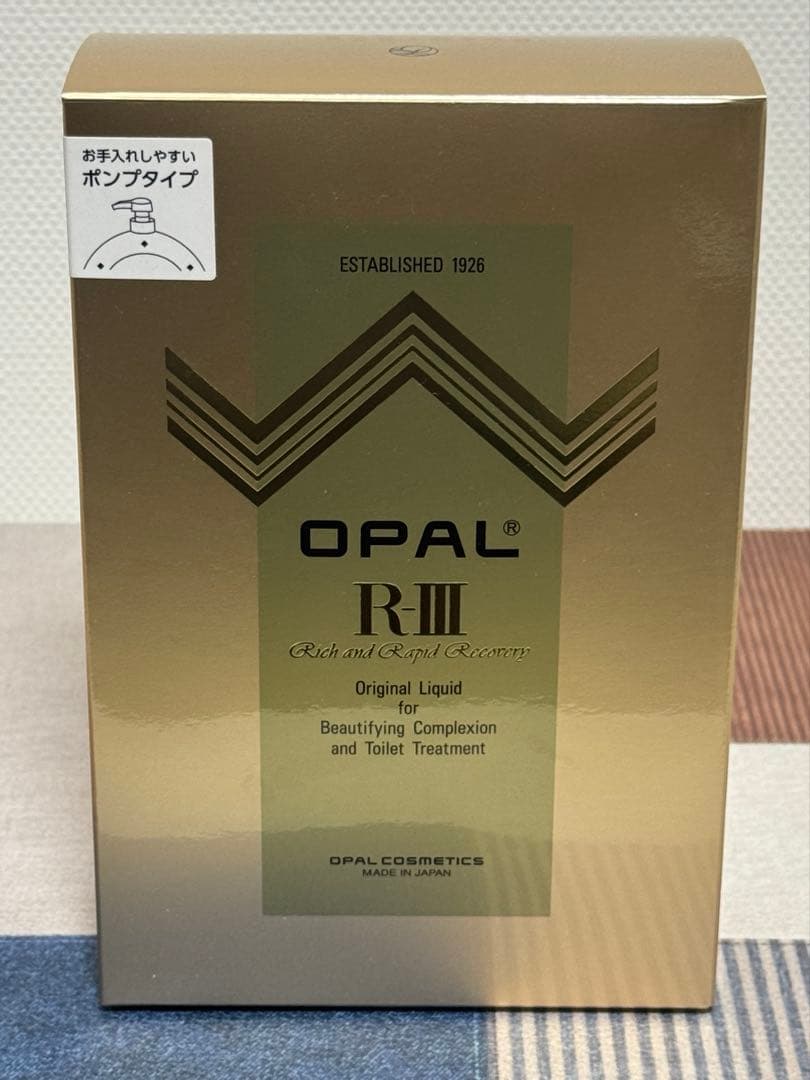 お手入れしやすい
ポンプタイプ
ESTABLISHED 1926
OPAL®
R-III
Rich and Rapid Recovery
Original Liquid
for
Beautifying Complexion
and Toilet Treatment
OPAL COSMETICS
MADE IN JAPAN